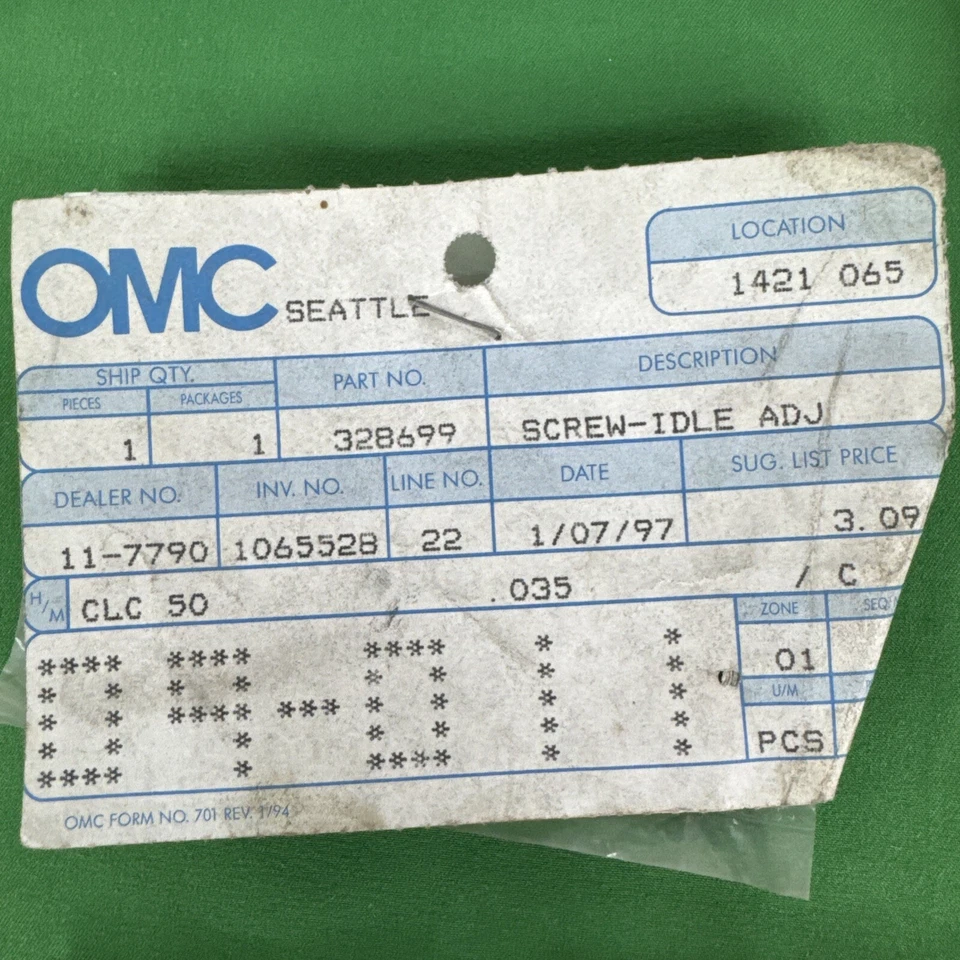 OMC SEATTLE
LOCATION
1421 065
SHIP QTY. PART NO. DESCRIPTION
PIECES PACKAGES
1 1 328699 SCREW-IDLE ADJ
DEALER NO. INV. NO. LINE NO. DATE SUG. LIST PRICE
11-7790 1065528 22 1/07/97 3.09
H/M CLC 50 .035 / C
ZONE SEQ
01
U/M
PCS
09-011
OMC FORM NO. 701 REV. 1/94